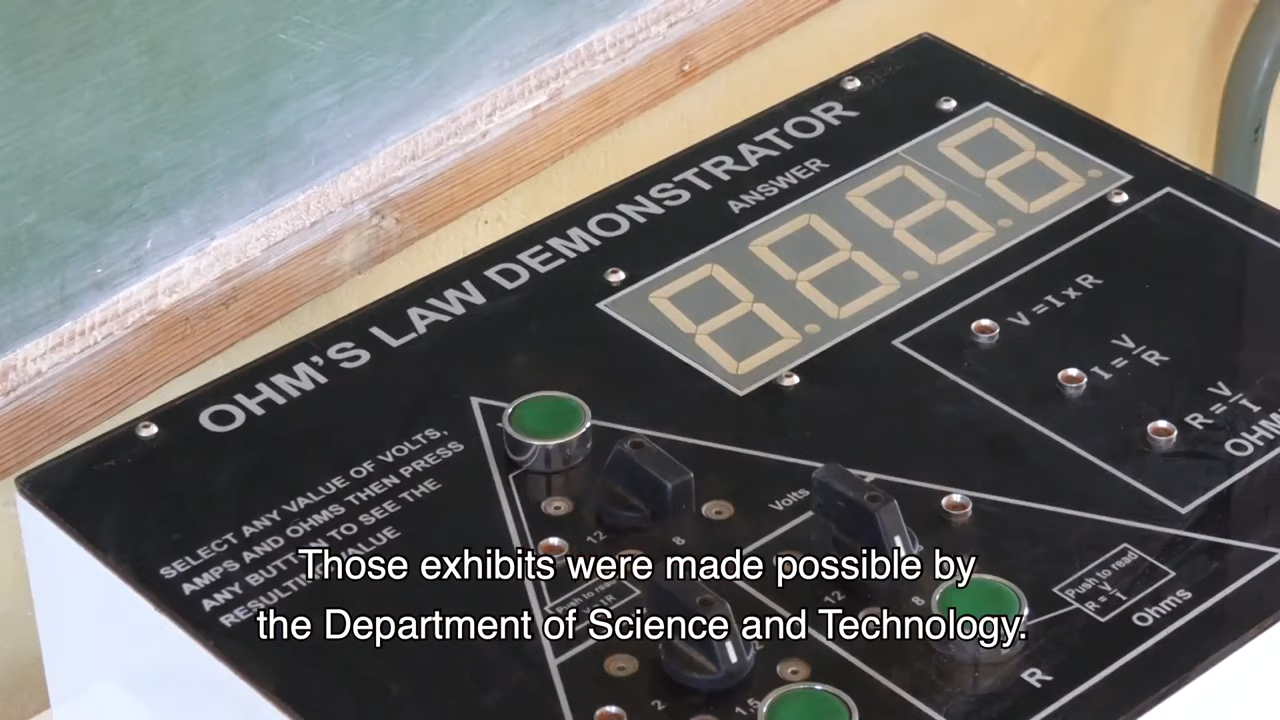 OHM'S LAW DEMONSTRATOR
ANSWER
V = I x R
I = V/R
R = V/I
OHM
SELECT ANY VALUE OF VOLTS,
AMPS AND OHMS THEN PRESS
ANY BUTTON TO SEE THE
VALUE
Volts
12
8
12
8
Push to read
R = V/I
Ohms
R
2
1.5
Those exhibits were made possible by
the Department of Science and Technology.